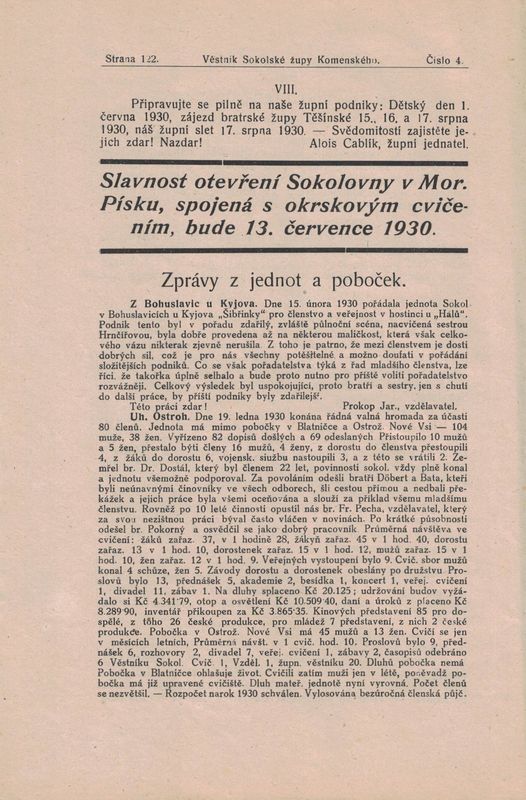 Strana 122. Věstník Sokolské župy Komenského. Číslo 4.
VIII.
Připravujte se pilně na naše župní podniky: Dětský den 1.
června 1930, zájezd bratrské župy Těšínské 15., 16. a 17. srpna
1930, náš župní slet 17. srpna 1930. — Svědomitostí zajistěte je-
jich zdar! Nazdar! Alois Cablík, župní jednatel.
Slavnost otevření Sokolovny v Mor.
Písku, spojená s okrskovým cviče-
ním, bude 13. července 1930.
Zprávy z jednot a poboček.
Z Bohuslavic u Kyjova. Dne 15. února 1930 pořádala jednota Sokol
v Bohuslavicích u Kyjova „Šibřinky" pro členstvo a veřejnost v hostinci u „Halů".
Podnik tento byl v pořadu zdařilý, zvláště půlnoční scéna, nacvičená sestrou
Hrnčířovou, byla dobře provedena až na některou maličkost, která však celko-
vého vázu nikterak zjevně nerušila. Z toho je patrno, že mezi členstvem je dosti
dobrých sil, což je pro nás všechny potěšitelné a možno doufati v pořádání
složitějších podniků. Co se však pořadatelstva týká z řad mladšího členstva, lze
říci, že takořka úplně selhalo a bude proto nutno pro příště voliti pořadatelstvo
rozvážněji. Celkový výsledek byl uspokojující, proto bratři a sestry, jen s chutí
do další práce, by příští podniky byly zdařilejší.
Této práci zdar! Prokop Jar., vzdělavatel.
Uh. Ostroh. Dne 19. ledna 1930 konána řádná valná hromada za účasti
80 členů. Jednota má mimo pobočky v Blatničce a Ostrož. Nové Vsi — 104
muže, 38 žen. Vyřízeno 82 dopisů došlých a 69 odeslaných Přistoupilo 10 mužů
a 5 žen, přestalo býti členy 16 mužů, 4 ženy, z dorostu do členstva přestoupili
4, z žáků do dorostu 6, vojensk. službu nastoupili 3, a z této se vrátili 2. Ze-
mřel br. Dr. Dostál, který byl členem 22 let, povinnosti sokol. vždy plně konal
a jednotu všemožně podporoval. Za povoláním odešli bratři Döbert a Bata, kteří
byli neúnavnými činovníky ve všech odborech, šli cestou přímou a nedbali pře-
kážek a jejich práce byla všemi oceňována a slouží za příklad všemu mladšímu
členstvu. Rovněž po 10 leté činosti opustil nás br. Fr. Pecha, vzdělavatel, který
za svou nezištnou práci býval často vláčen v novinách. Po krátké působnosti
odešel br. Pokorný a osvědčil se jako dobrý pracovník. Průměrná návštěva ve
cvičení: žáků zařaz. 37, v 1 hodině 28, žákyň zařaz. 45 v 1 hod. 40, dorostu
zařaz. 13 v 1 hod. 10, dorostenek zařaz. 15 v 1 hod. 12, mužů zařaz. 15 v 1
hod. 10, žen zařaz. 12 v 1 hod. 9. Veřejných vystoupení bylo 9. Cvič. sbor mužů
konal 4 schůze, žen 5. Závody dorostu a dorostenek obeslány po družstvu. Pro-
slovů bylo 13, přednášek 5, akademie 2, besídka 1, koncert 1, veřej. cvičení
1, divadel 11, zábav 1. Na dluhy splaceno Kč 20.125; udržování budov vyžá-
dalo si Kč 4.341·79, otop a osvětlení Kč 10.509·40, daní a úroků z placeno Kč
8.289·90, inventář přikoupen za Kč 3.865·35. Kinových představení 85 pro do-
spělé, z toho 26 české produkce, pro mládež 7 představení, z nich 2 české
produkce. Pobočka v Ostrož. Nové Vsi má 45 mužů a 13 žen. Cvičí se jen
v měsících letních, Průměrná návšt. v 1 cvič. hod. 10. Proslovů bylo 9, před-
nášek 6, rozhovory 2, divadel 7, veřej. cvičení 1, zábavy 2, časopisů odebráno
6 Věstníku Sokol. Cvič. 1, Vzděl. 1, župn. věstníku 20. Dluhů pobočka nemá
Pobočka v Blatničce ohlašuje život. Cvičili zatím muži jen v létě, poněvadž po-
bočka má již upravené cvičiště. Dluh mateř. jednotě nyní vyrovná. Počet členů
se nezvětšil. — Rozpočet narok 1930 schválen. Vylosována bezúročná členská půjč.